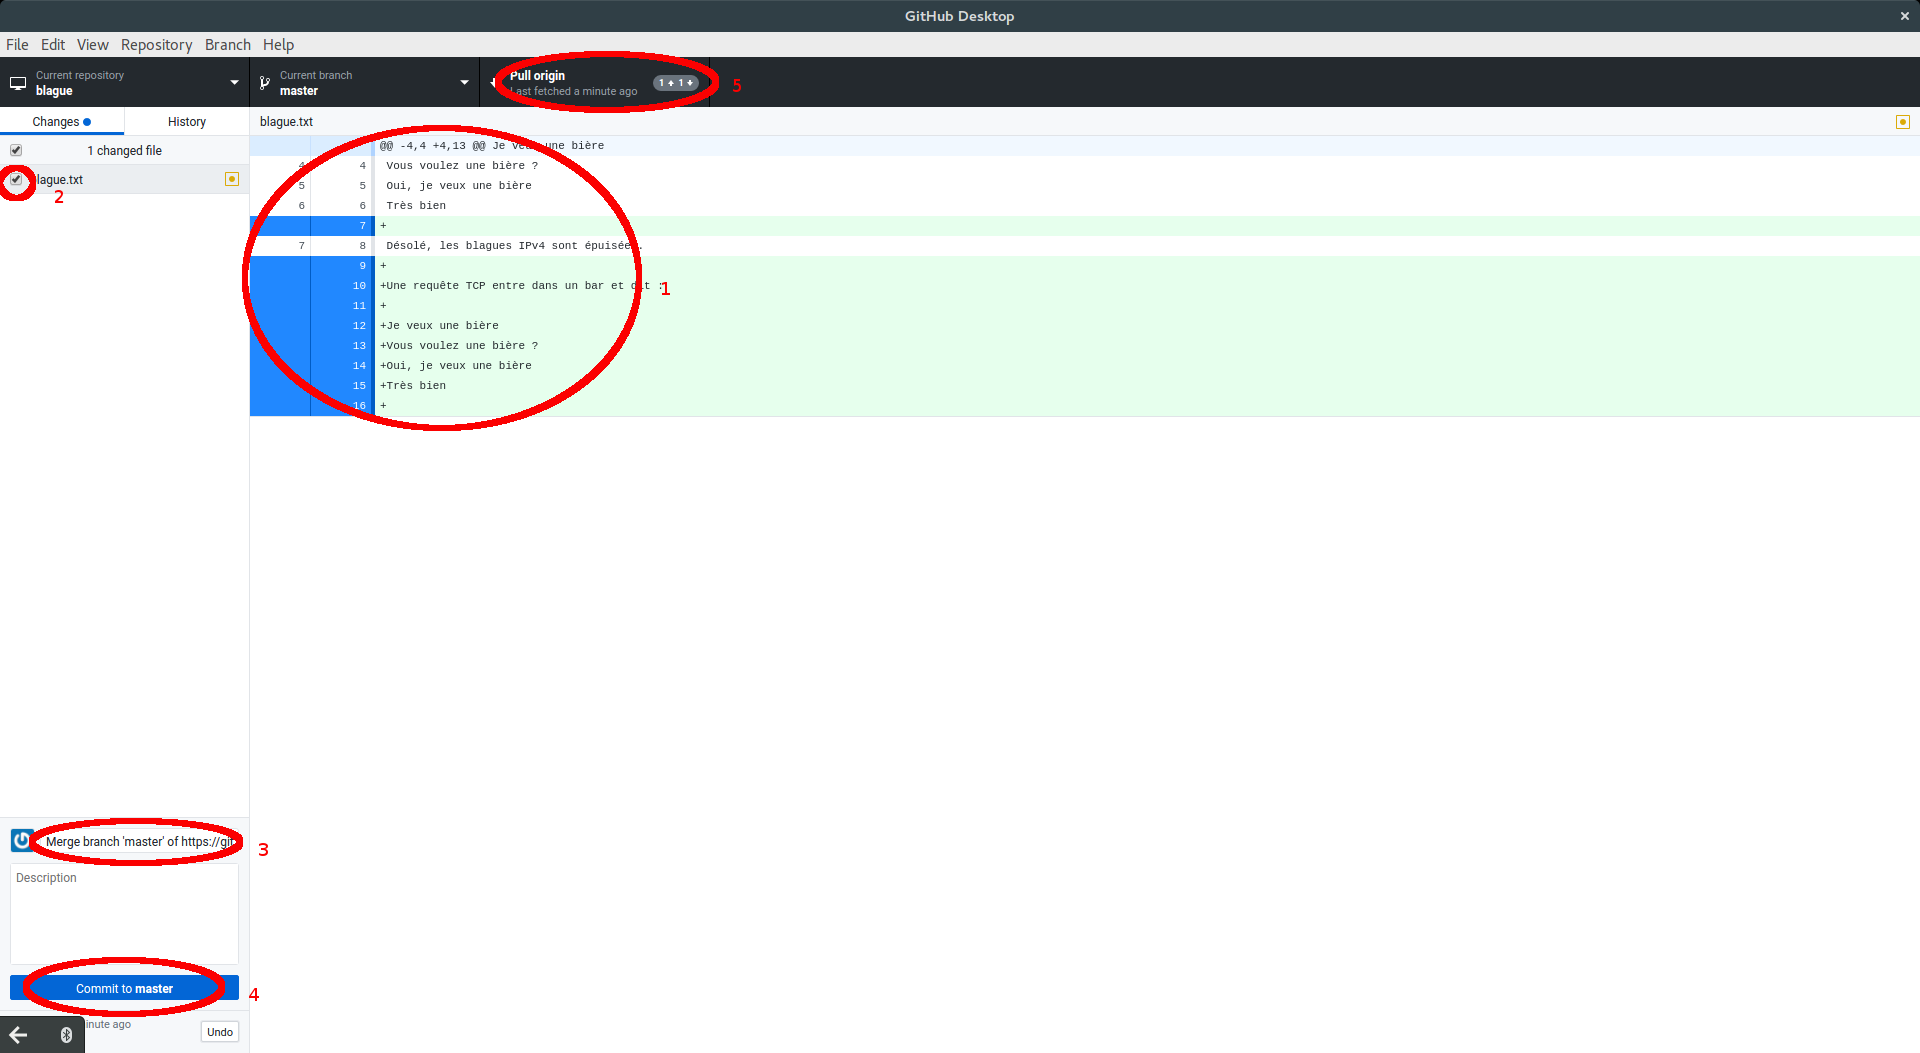 GitHub Desktop
File Edit View Repository Branch Help
Current repository
blague
Current branch
master
Pull origin
Last fetched a minute ago
1 1
5
Changes
History
1 changed file
lague.txt
2
blague.txt
@@ -4,4 +4,13 @@ Je veux une bière
4 4 Vous voulez une bière ?
5 5 Oui, je veux une bière
6 6 Très bien
7 +
7 8 Désolé, les blagues IPv4 sont épuisée.
9 +
10 +Une requête TCP entre dans un bar et dit :
1
11 +
12 +Je veux une bière
13 +Vous voulez une bière ?
14 +Oui, je veux une bière
15 +Très bien
16 +
Merge branch 'master' of https://git
3
Description
Commit to master
4
inute ago
Undo